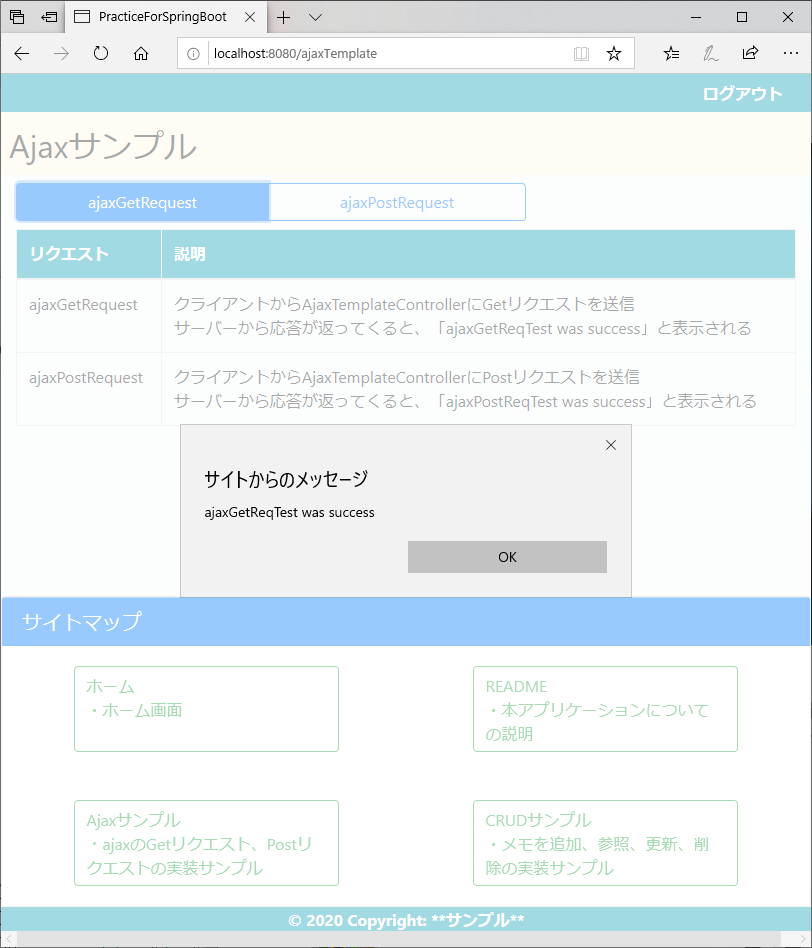 PracticeForSpringBoot
localhost:8080/ajaxTemplate
ログアウト
Ajaxサンプル
ajaxGetRequest
ajaxPostRequest
リクエスト
説明
ajaxGetRequest
クライアントからAjaxTemplateControllerにGetリクエストを送信
サーバーから応答が返ってくると、「ajaxGetReqTest was success」と表示される
ajaxPostRequest
クライアントからAjaxTemplateControllerにPostリクエストを送信
サーバーから応答が返ってくると、「ajaxPostReqTest was success」と表示される
サイトからのメッセージ
ajaxGetReqTest was success
OK
サイトマップ
ホーム
・ホーム画面
README
・本アプリケーションについて
の説明
Ajaxサンプル
・ajaxのGetリクエスト、Postリ
クエストの実装サンプル
CRUDサンプル
・メモを追加、参照、更新、削
除の実装サンプル
© 2020 Copyright: **サンプル**